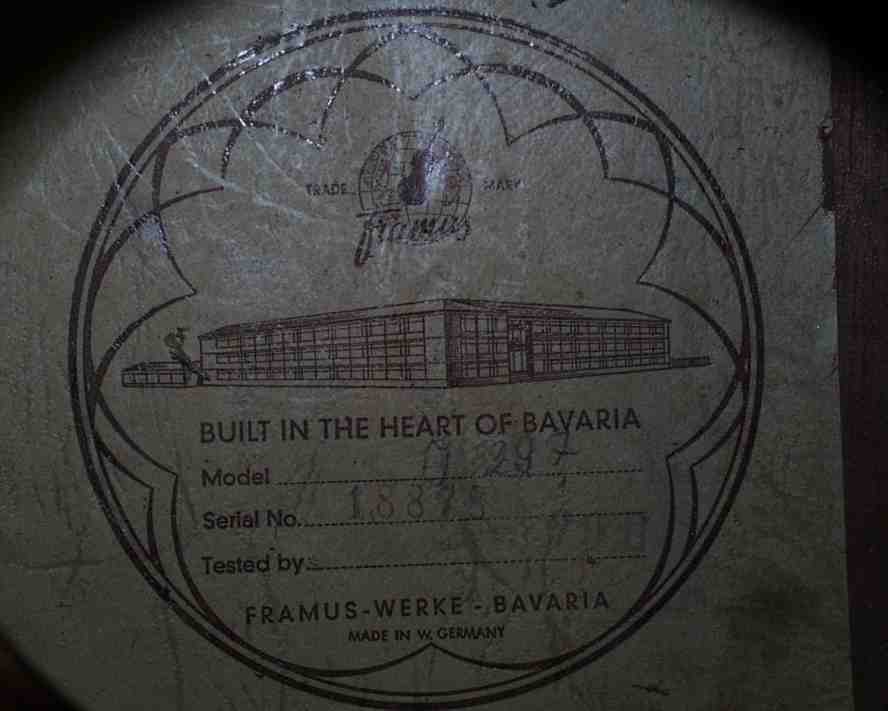 TRADE MARK
Framus
BUILT IN THE HEART OF BAVARIA
Model
Serial No. 18875
Tested by:
FRAMUS-WERKE - BAVARIA
MADE IN W. GERMANY